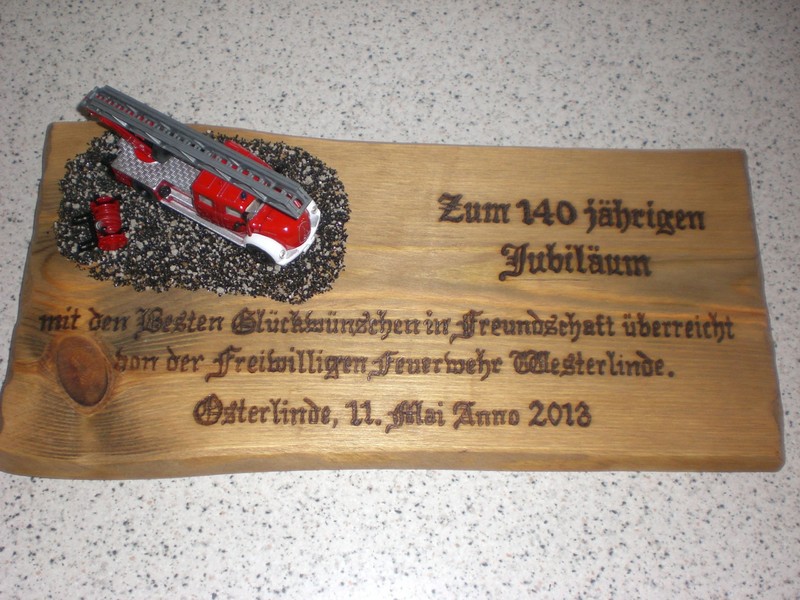 Zum 140 jährigen
Jubiläum
mit den Besten Glückwünschen in Freundschaft überreicht
von der Freiwilligen Feuerwehr Westerlinde.
Osterlinde, 11. Mai Anno 2013